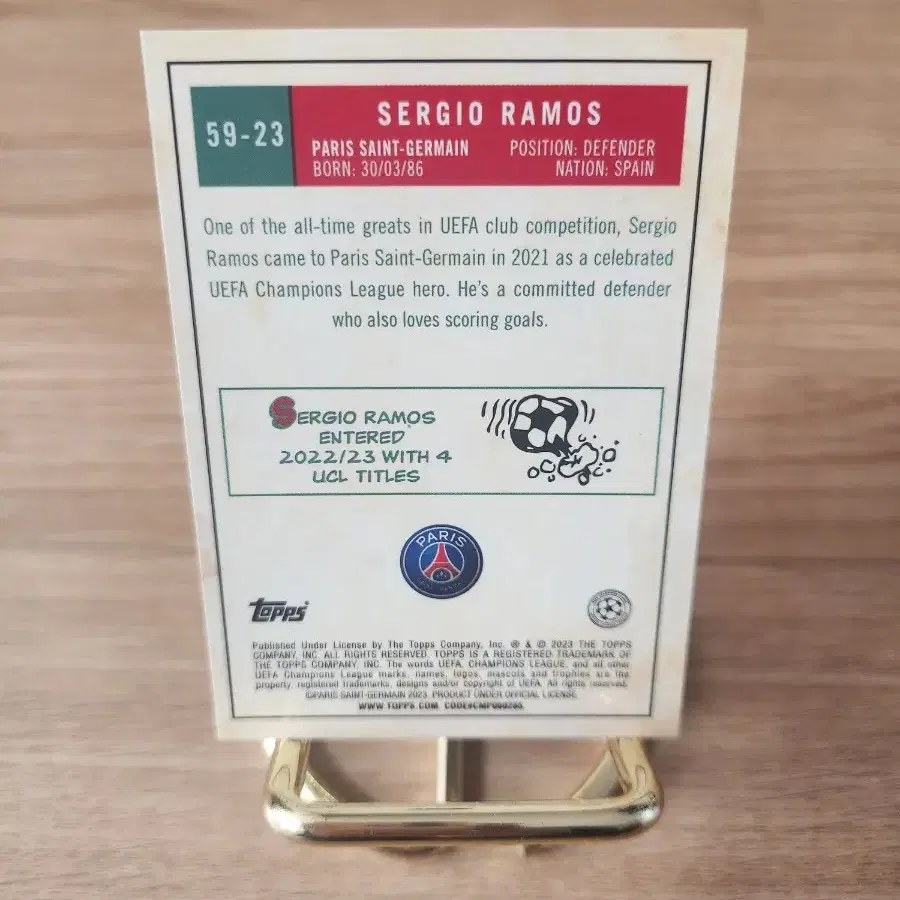 59-23
SERGIO RAMOS
PARIS SAINT-GERMAIN
POSITION: DEFENDER
BORN: 30/03/86
NATION: SPAIN
One of the all-time greats in UEFA club competition, Sergio
Ramos came to Paris Saint-Germain in 2021 as a celebrated
UEFA Champions League hero. He's a committed defender
who also loves scoring goals.
SERGIO RAMOS
ENTERED
2022/23 WITH 4
UCL TITLES
PARIS
topps
Published Under License by The Topps Company, Inc. ® & © 2023 THE TOPPS
COMPANY, INC. ALL RIGHTS RESERVED. TOPPS IS A REGISTERED TRADEMARK OF
THE TOPPS COMPANY, INC. The words UEFA, CHAMPIONS LEAGUE, and all other
UEFA Champions League marks, names, logos, mascots and trophies are the
property, registered trademarks, designs and/or copyright of UEFA. All rights reserved.
©PARIS SAINT-GERMAIN 2023. PRODUCT UNDER OFFICIAL LICENSE.
WWW.TOPPS.COM CODE#CMP088265